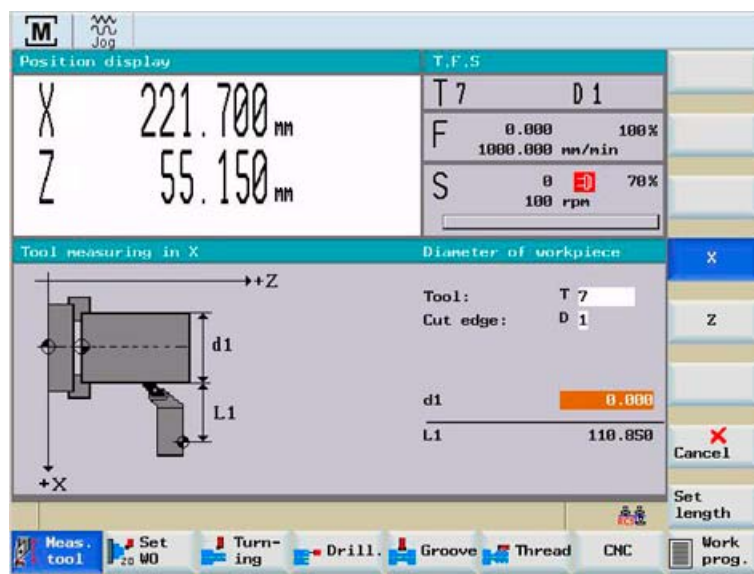 M
Jog
Position display
T,F,S
X 221.700 mm
Z 55.150 mm
T 7 D 1
F 0.000 100%
1000.000 mm/min
S 0 70%
100 rpm
Tool measuring in X
Diameter of workpiece
X
+Z
Tool: T 7
Cut edge: D 1
Z
d1
L1
d1 0.000
L1 110.850
+X
Cancel
Set
length
Meas.
tool
Set
WO
Turn-
ing
Drill.
Groove
Thread
CNC
Work
prog.